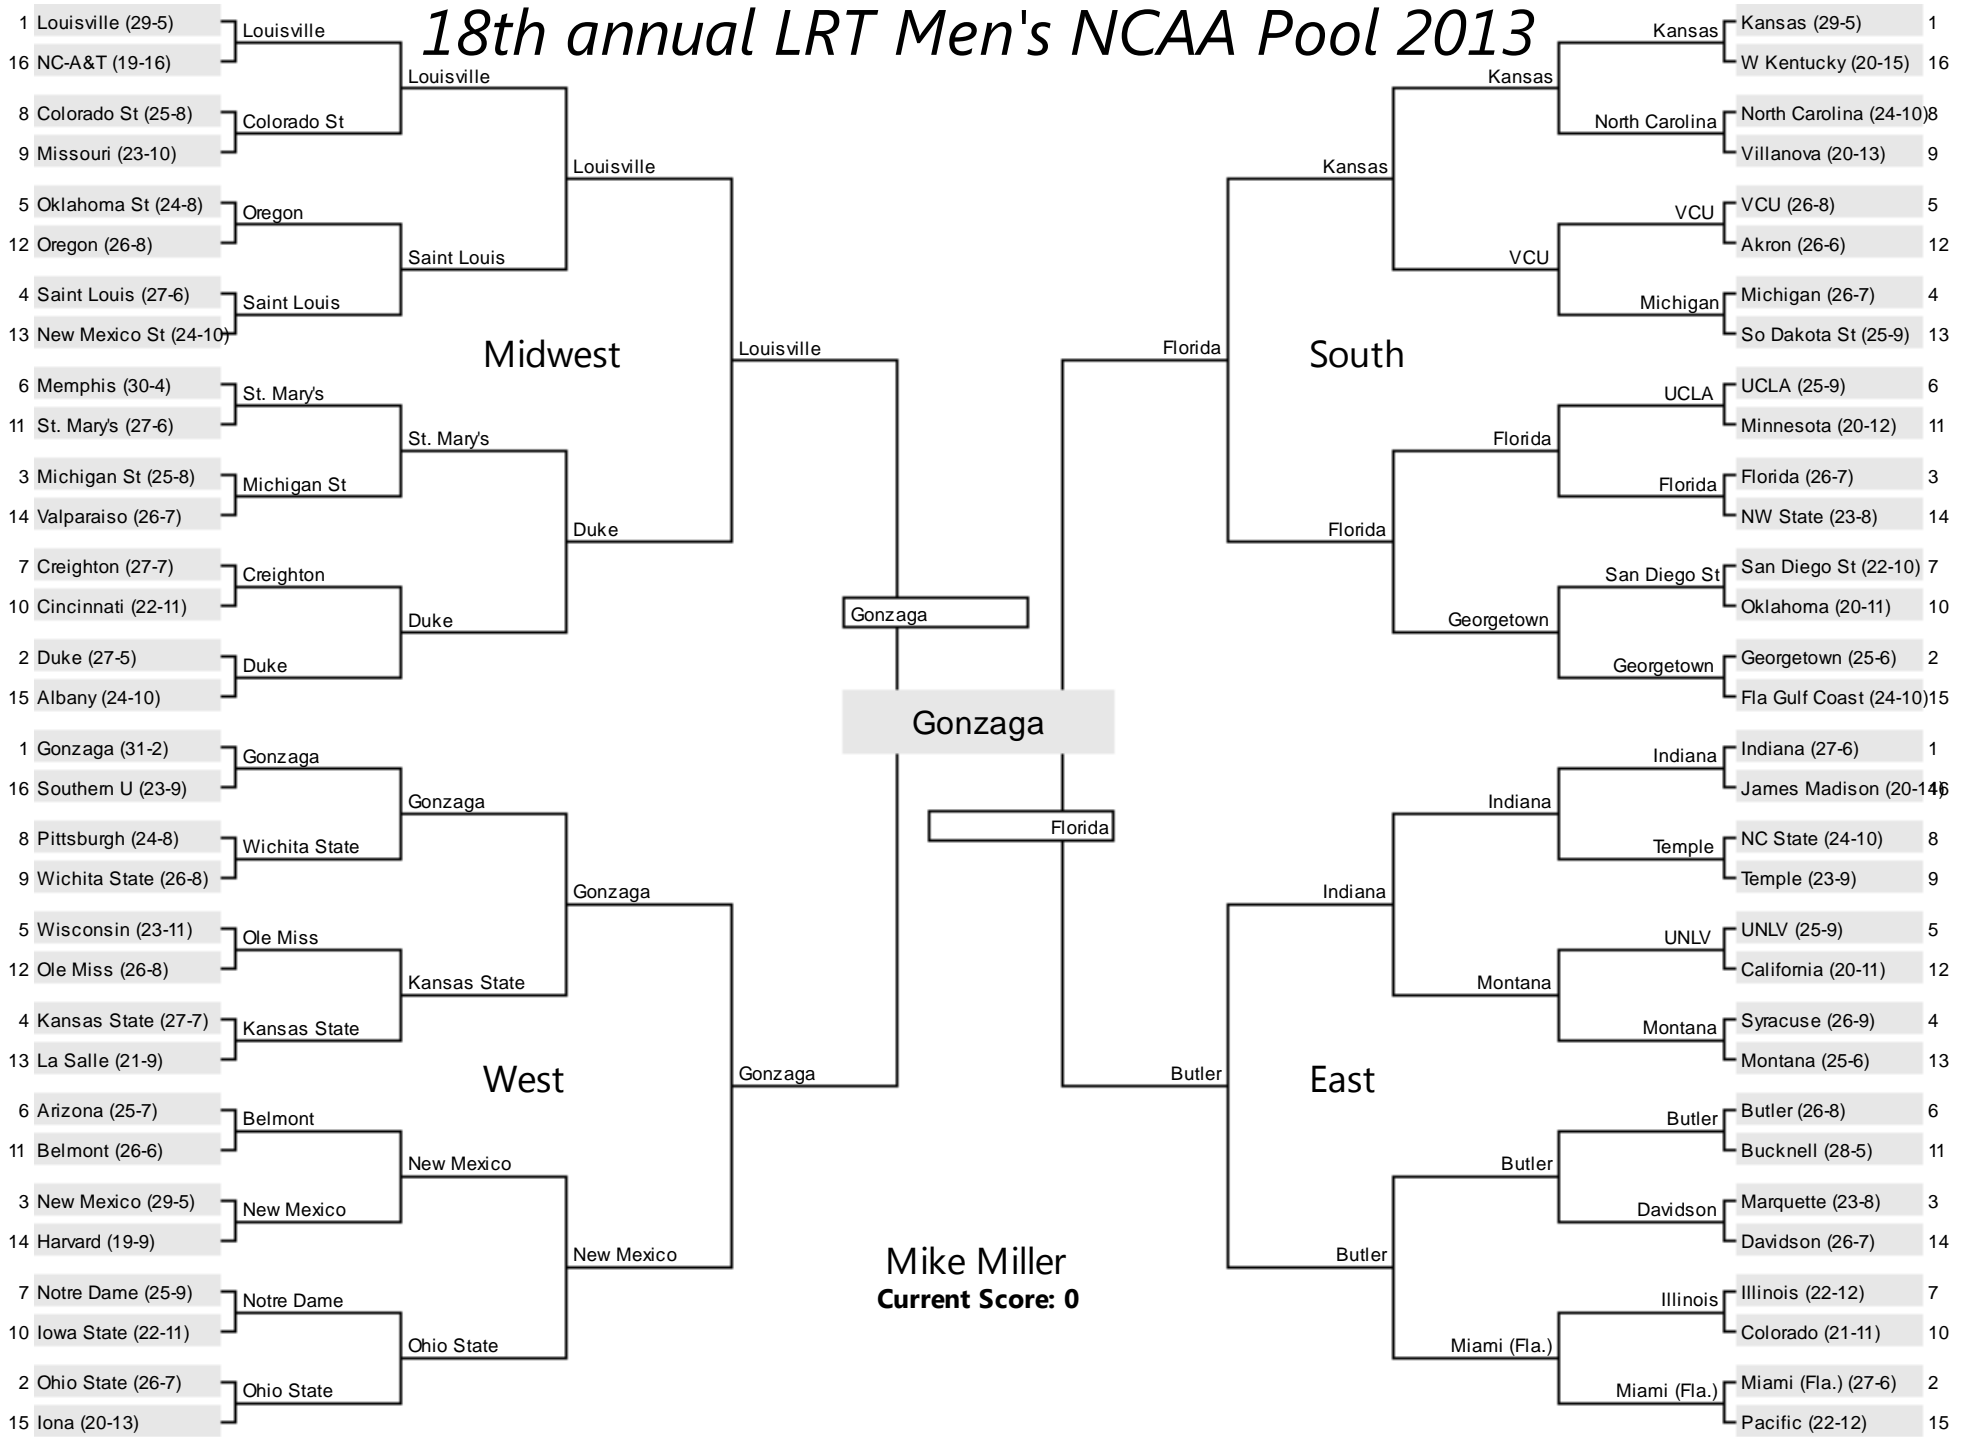 18th annual LRT Men's NCAA Pool 2013
1 Louisville (29-5)
16 NC-A&T (19-16)
8 Colorado St (25-8)
9 Missouri (23-10)
5 Oklahoma St (24-8)
12 Oregon (26-8)
4 Saint Louis (27-6)
13 New Mexico St (24-10)
6 Memphis (30-4)
11 St. Mary's (27-6)
3 Michigan St (25-8)
14 Valparaiso (26-7)
7 Creighton (27-7)
10 Cincinnati (22-11)
2 Duke (27-5)
15 Albany (24-10)
Louisville
Colorado St
Oregon
Saint Louis
St. Mary's
Michigan St
Creighton
Duke
Louisville
Saint Louis
St. Mary's
Duke
Louisville
Duke
Midwest
Louisville
1 Gonzaga (31-2)
16 Southern U (23-9)
8 Pittsburgh (24-8)
9 Wichita State (26-8)
5 Wisconsin (23-11)
12 Ole Miss (26-8)
4 Kansas State (27-7)
13 La Salle (21-9)
6 Arizona (25-7)
11 Belmont (26-6)
3 New Mexico (29-5)
14 Harvard (19-9)
7 Notre Dame (25-9)
10 Iowa State (22-11)
2 Ohio State (26-7)
15 Iona (20-13)
Gonzaga
Wichita State
Ole Miss
Kansas State
Belmont
New Mexico
Notre Dame
Ohio State
Gonzaga
Kansas State
New Mexico
Ohio State
Gonzaga
New Mexico
West
Gonzaga
Gonzaga
Gonzaga
Florida
Mike Miller
Current Score: 0
Kansas (29-5) 1
W Kentucky (20-15) 16
North Carolina (24-10) 8
Villanova (20-13) 9
VCU (26-8) 5
Akron (26-6) 12
Michigan (26-7) 4
So Dakota St (25-9) 13
UCLA (25-9) 6
Minnesota (20-12) 11
Florida (26-7) 3
NW State (23-8) 14
San Diego St (22-10) 7
Oklahoma (20-11) 10
Georgetown (25-6) 2
Fla Gulf Coast (24-10) 15
Kansas
North Carolina
VCU
Michigan
UCLA
Florida
San Diego St
Georgetown
Kansas
VCU
Florida
Georgetown
Kansas
Florida
South
Florida
Indiana (27-6) 1
James Madison (20-14) 16
NC State (24-10) 8
Temple (23-9) 9
UNLV (25-9) 5
California (20-11) 12
Syracuse (26-9) 4
Montana (25-6) 13
Butler (26-8) 6
Bucknell (28-5) 11
Marquette (23-8) 3
Davidson (26-7) 14
Illinois (22-12) 7
Colorado (21-11) 10
Miami (Fla.) (27-6) 2
Pacific (22-12) 15
Indiana
Temple
UNLV
Montana
Butler
Davidson
Illinois
Miami (Fla.)
Indiana
Montana
Butler
Miami (Fla.)
Indiana
Butler
East
Butler